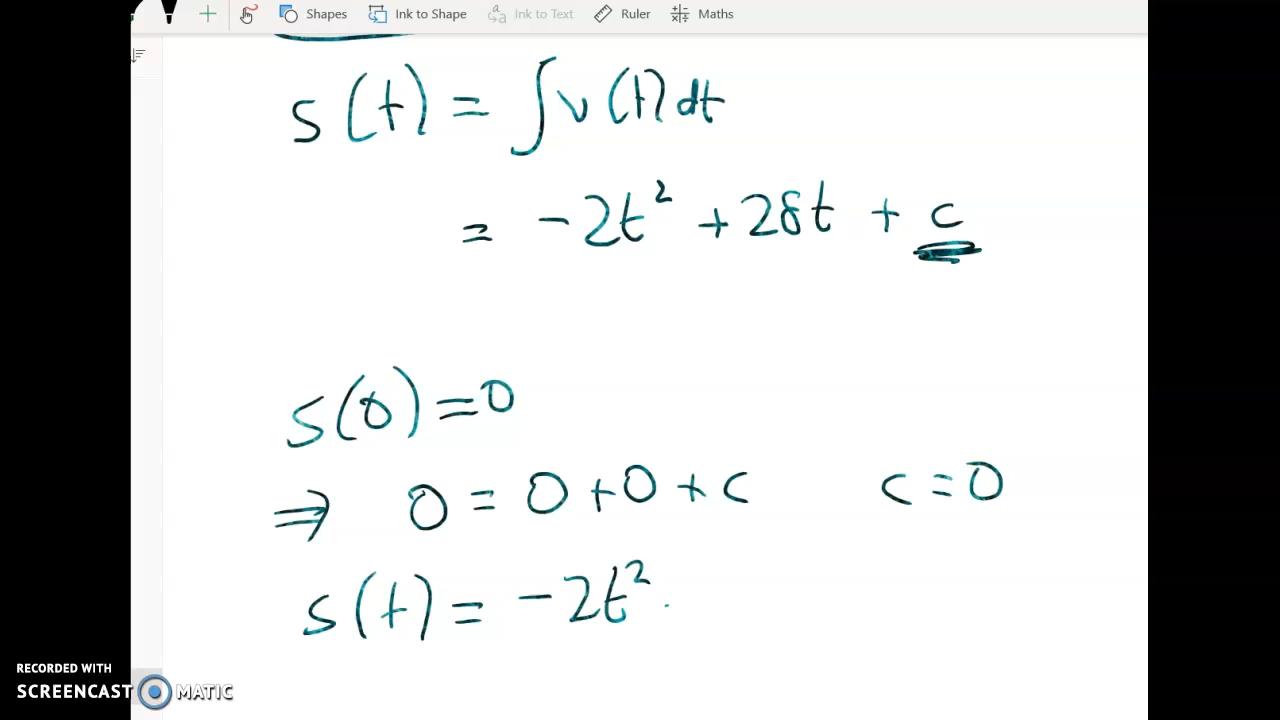 Shapes Ink to Shape Ink to Text Ruler Maths
s(t) = ∫v(t)dt
= -2t² + 28t + c
s(0) = 0
⇒ 0 = 0 + 0 + c c = 0
s(t) = -2t²
RECORDED WITH
SCREENCAST MATIC